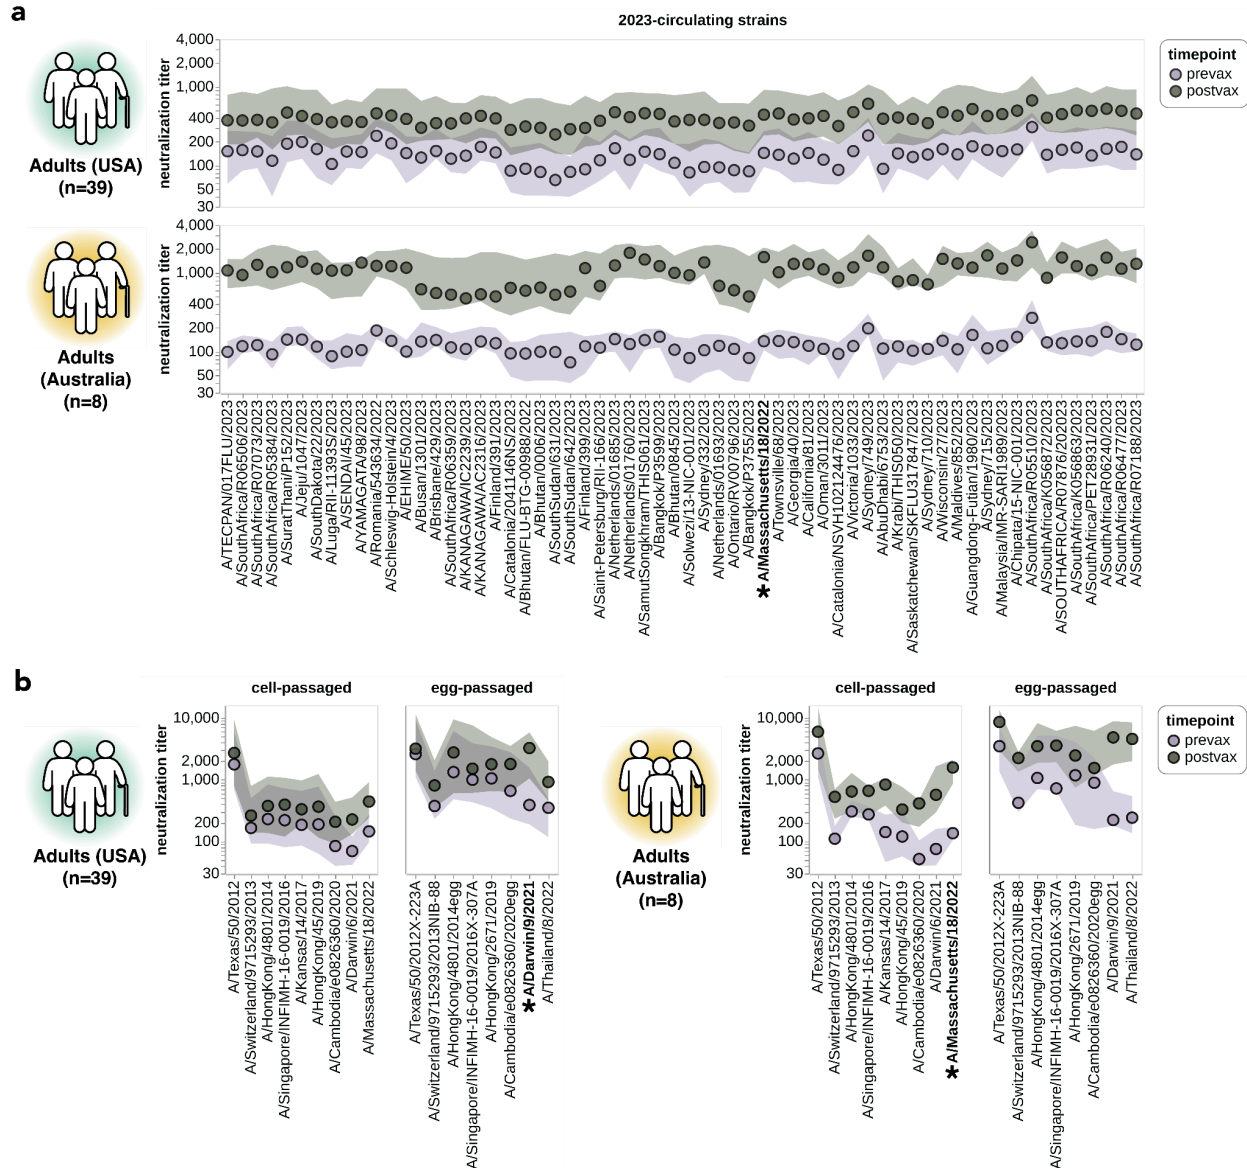 a
2023-circulating strains
Adults (USA)
(n=39)
neutralization titer
4,000
2,000
1,000
400
200
100
50
30
timepoint
prevax
postvax
Adults
(Australia)
(n=8)
neutralization titer
4,000
2,000
1,000
400
200
100
50
30
A/TECPAN/017FLU/2023
A/SouthAfrica/R06506/2023
A/SouthAfrica/R07073/2023
A/SouthAfrica/R05384/2023
A/SuratThani/P152/2023
A/Jeju/1047/2023
A/SouthDakota/22/2023
A/Luga/RII-111393S/2023
A/SENDAI/45/2023
A/YAMAGATA/98/2023
A/Romania/543634/2022
A/Schleswig-Holstein/4/2023
A/EHIME/50/2023
A/Busan/1301/2023
A/Brisbane/429/2023
A/SouthAfrica/R06359/2023
A/KANAGAWA/IC2239/2023
A/KANAGAWA/AC2316/2023
A/Finland/391/2023
A/Catalonia/2041146NS/2023
A/Bhutan/FLU-BTG-00988/2022
A/Bhutan/0006/2023
A/SouthSudan/631/2023
A/SouthSudan/642/2023
A/Finland/399/2023
A/Saint-Petersburg/RII-166/2023
A/Netherlands/01685/2023
A/Netherlands/01760/2023
A/SamutSongkhram/THIS061/2023
A/Bangkok/P3599/2023
A/Bhutan/0845/2023
A/Solwezi/13-NIC-001/2023
A/Sydney/332/2023
A/Netherlands/01693/2023
A/Ontario/RV00796/2023
A/Bangkok/P3755/2023
* A/Massachusetts/18/2022
A/Townsville/68/2023
A/Georgia/40/2023
A/California/81/2023
A/Oman/3011/2023
A/Catalonia/NSVH102124476/2023
A/Victoria/1033/2023
A/Sydney/749/2023
A/AbuDhabi/6753/2023
A/Krabi/THIS050/2023
A/Saskatchewan/SKFLU317847/2023
A/Sydney/710/2023
A/Wisconsin/27/2023
A/Maldives/852/2023
A/Guangdong-Futian/1980/2023
A/Sydney/715/2023
A/Malaysia/IMR-SARI1989/2023
A/Chipata/15-NIC-001/2023
A/SouthAfrica/R05510/2023
A/SouthAfrica/K056872/2023
A/SOUTHAFRICA/R07876/2023
A/SouthAfrica/K056863/2023
A/SouthAfrica/PET28931/2023
A/SouthAfrica/R06240/2023
A/SouthAfrica/R06477/2023
A/SouthAfrica/R07188/2023
b
cell-passaged
egg-passaged
Adults (USA)
(n=39)
neutralization titer
10,000
2,000
1,000
200
100
30
A/Texas/50/2012
A/Switzerland/9715293/2013
A/HongKong/4801/2014
A/Singapore/INFIMH-16-0019/2016
A/Kansas/14/2017
A/HongKong/45/2019
A/Cambodia/e0826360/2020
A/Darwin/6/2021
A/Massachusetts/18/2022
A/Texas/50/2012X-223A
A/Switzerland/9715293/2013NIB-88
A/HongKong/4801/2014egg
A/Singapore/INFIMH-16-0019/2016X-307A
A/HongKong/2671/2019
A/Cambodia/e0826360/2020egg
* A/Darwin/9/2021
A/Thailand/8/2022
cell-passaged
egg-passaged
Adults
(Australia)
(n=8)
neutralization titer
10,000
2,000
1,000
200
100
30
timepoint
prevax
postvax
A/Texas/50/2012
A/Switzerland/9715293/2013
A/HongKong/4801/2014
A/Singapore/INFIMH-16-0019/2016
A/Kansas/14/2017
A/HongKong/45/2019
A/Cambodia/e0826360/2020
A/Darwin/6/2021
* A/Massachusetts/18/2022
A/Texas/50/2012X-223A
A/Switzerland/9715293/2013NIB-88
A/HongKong/4801/2014egg
A/Singapore/INFIMH-16-0019/2016X-307A
A/HongKong/2671/2019
A/Cambodia/e0826360/2020egg
A/Darwin/9/2021
A/Thailand/8/2022